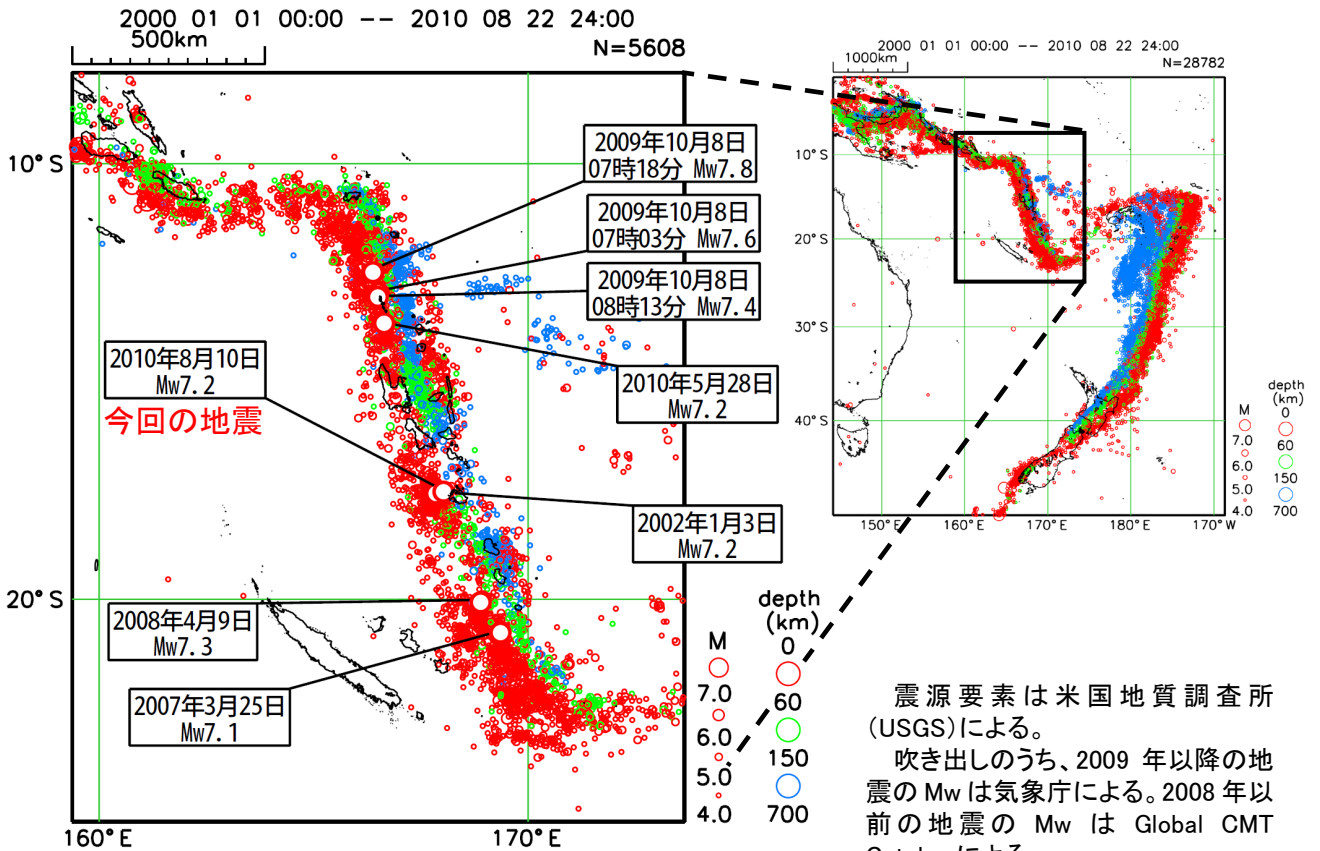 2000 01 01 00:00 -- 2010 08 22 24:00
500km
N=5608
10°S
20°S
160°E
170°E
2009年10月8日
07時18分 Mw7.8
2009年10月8日
07時03分 Mw7.6
2009年10月8日
08時13分 Mw7.4
2010年8月10日
Mw7.2
今回の地震
2010年5月28日
Mw7.2
2002年1月3日
Mw7.2
2008年4月9日
Mw7.3
2007年3月25日
Mw7.1
M
7.0
6.0
5.0
4.0
depth
(km)
0
60
150
700
2000 01 01 00:00 -- 2010 08 22 24:00
1000km
N=28782
10°S
20°S
30°S
40°S
150°E
160°E
170°E
180°E
170°W
M
7.0
6.0
5.0
4.0
depth
(km)
0
60
150
700
震源要素は米国地質調査所
(USGS)による。
吹き出しのうち、2009 年以降の地
震の Mw は気象庁による。2008 年以
前の地震の Mw は Global CMT